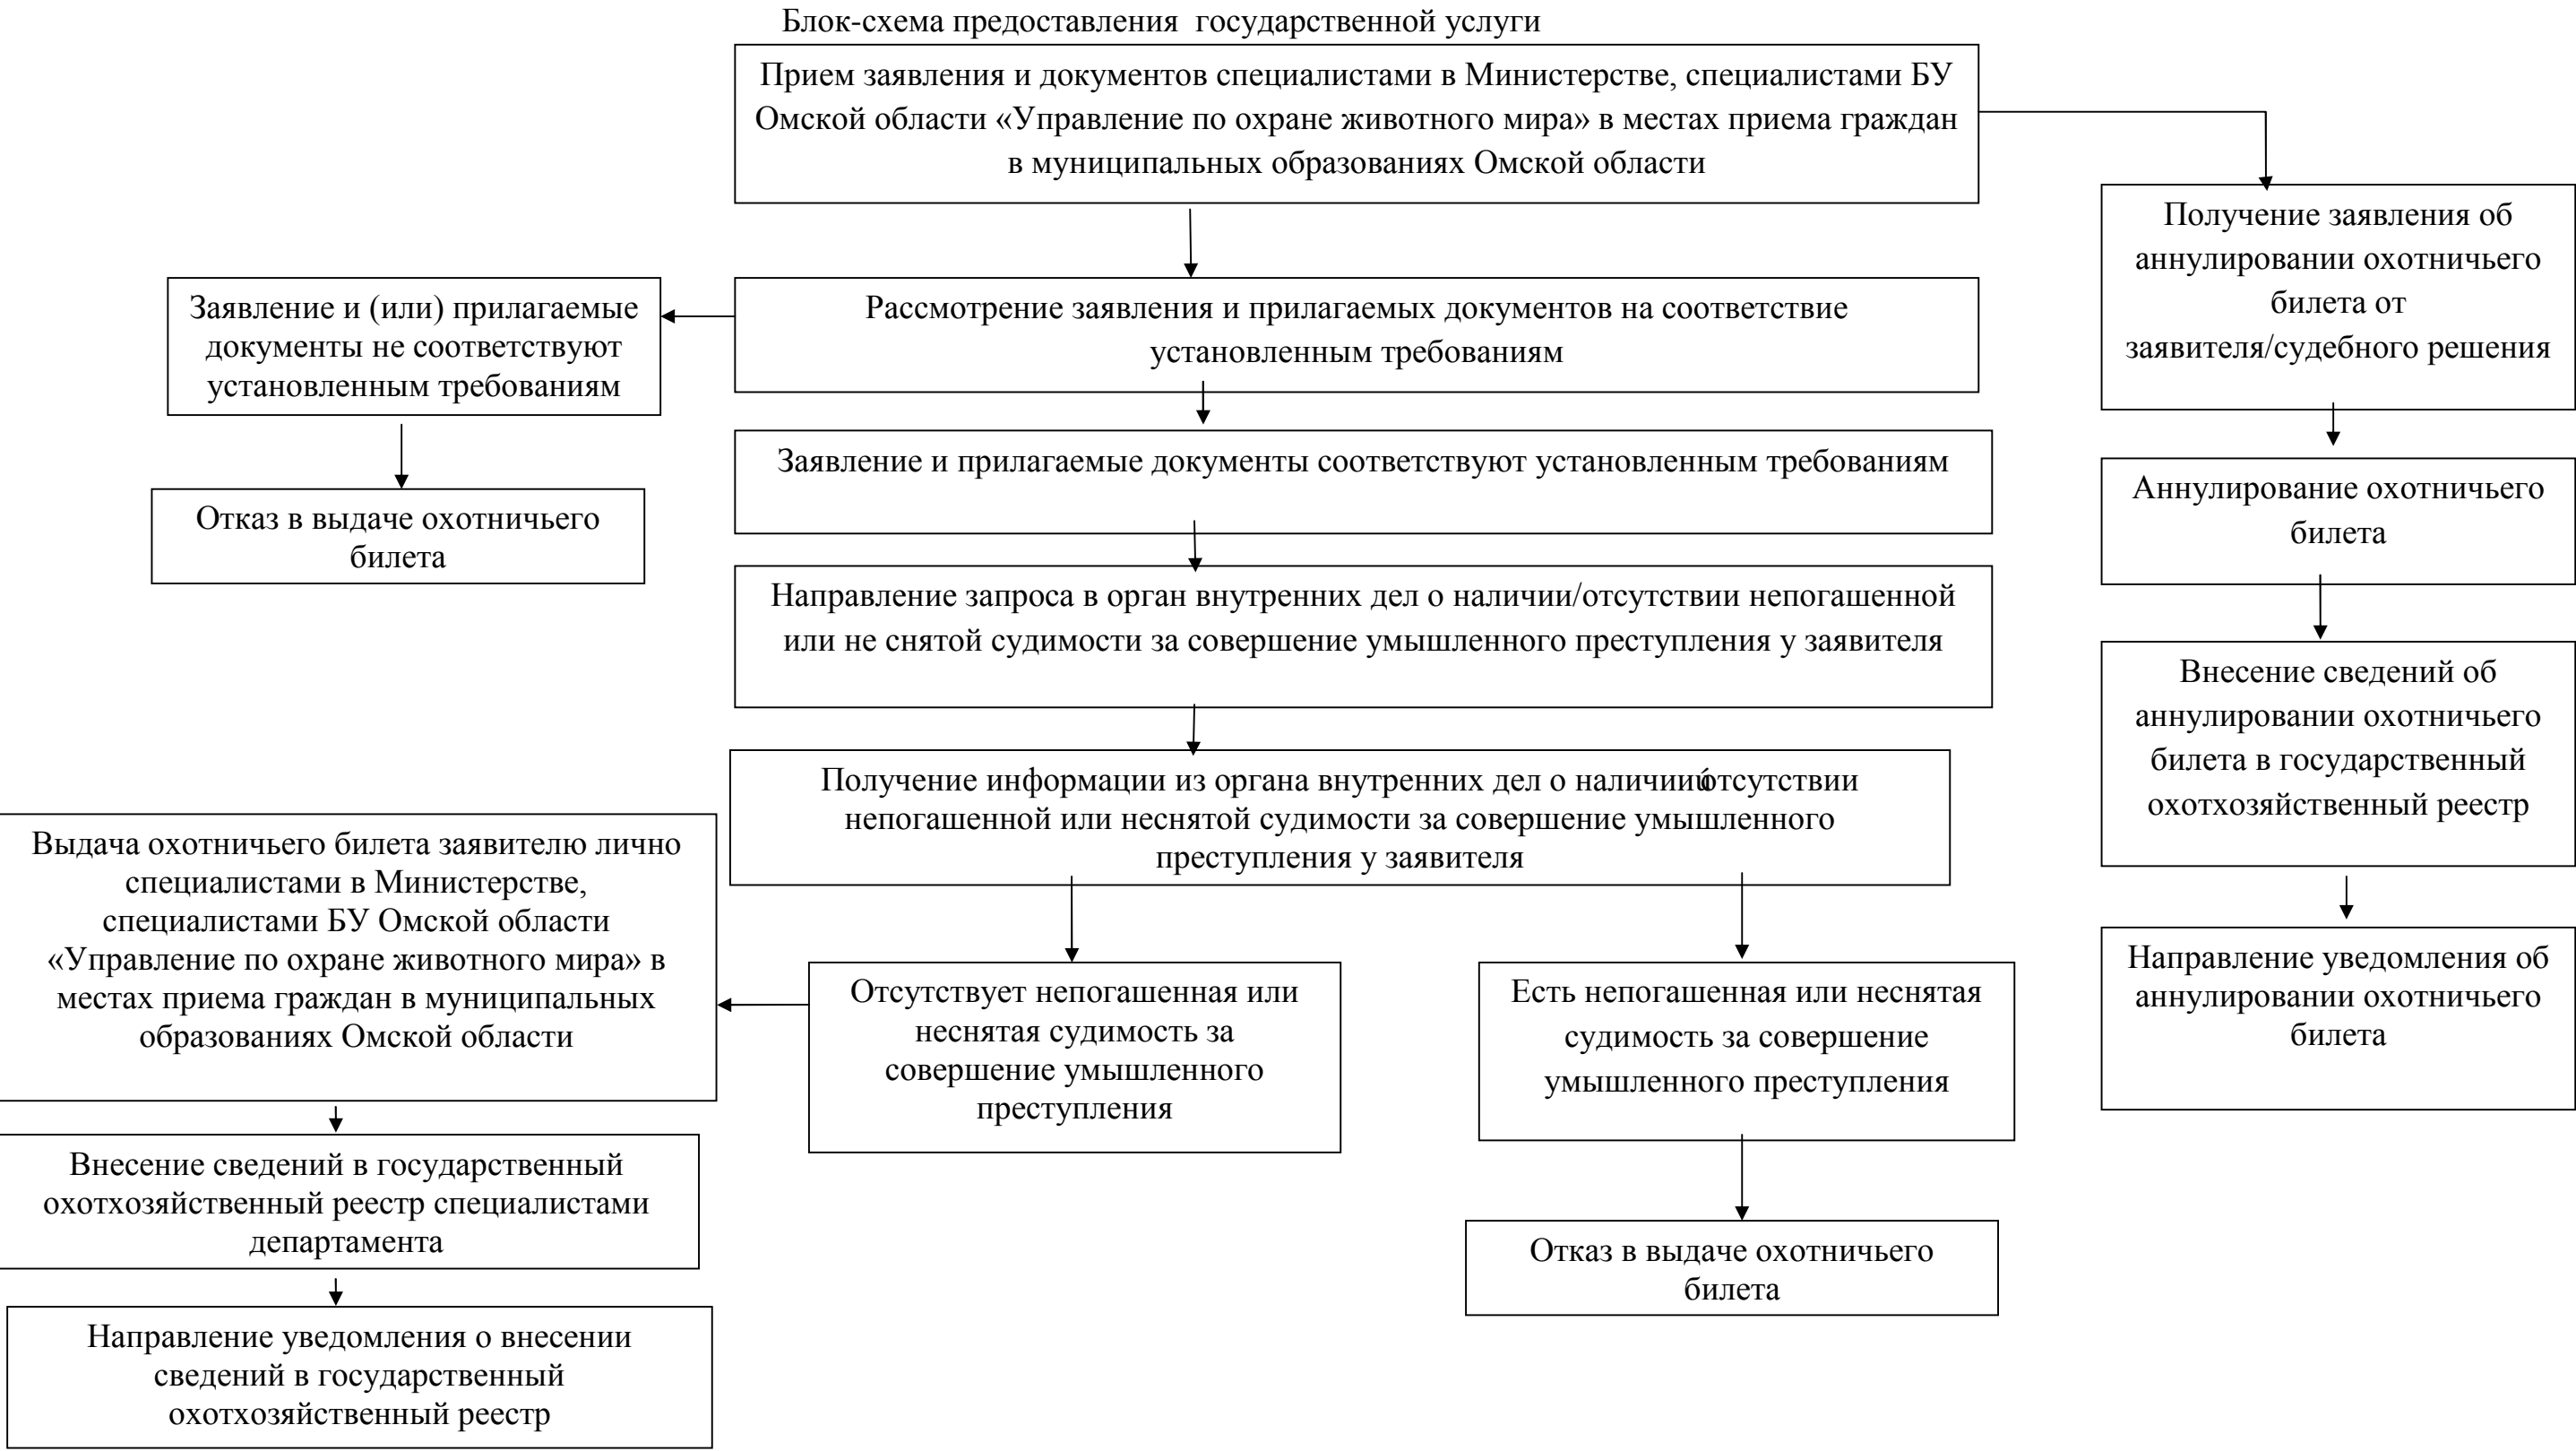 Блок-схема предоставления государственной услуги
Прием заявления и документов специалистами в Министерстве, специалистами БУ
Омской области «Управление по охране животного мира» в местах приема граждан
в муниципальных образованиях Омской области
Получение заявления об
аннулировании охотничьего
билета от
заявителя/судебного решения
Заявление и (или) прилагаемые
документы не соответствуют
установленным требованиям
Рассмотрение заявления и прилагаемых документов на соответствие
установленным требованиям
Заявление и прилагаемые документы соответствуют установленным требованиям
Отказ в выдаче охотничьего
билета
Аннулирование охотничьего
билета
Направление запроса в орган внутренних дел о наличии/отсутствии непогашенной
или не снятой судимости за совершение умышленного преступления у заявителя
Внесение сведений об
аннулировании охотничьего
билета в государственный
охотхозяйственный реестр
Получение информации из органа внутренних дел о наличии отсутствии
непогашенной или неснятой судимости за совершение умышленного
преступления у заявителя
Выдача охотничьего билета заявителю лично
специалистами в Министерстве,
специалистами БУ Омской области
«Управление по охране животного мира» в
местах приема граждан в муниципальных
образованиях Омской области
Отсутствует непогашенная или
неснятая судимость за
совершение умышленного
преступления
Есть непогашенная или неснятая
судимость за совершение
умышленного преступления
Направление уведомления об
аннулировании охотничьего
билета
Внесение сведений в государственный
охотхозяйственный реестр специалистами
департамента
Отказ в выдаче охотничьего
билета
Направление уведомления о внесении
сведений в государственный
охотхозяйственный реестр